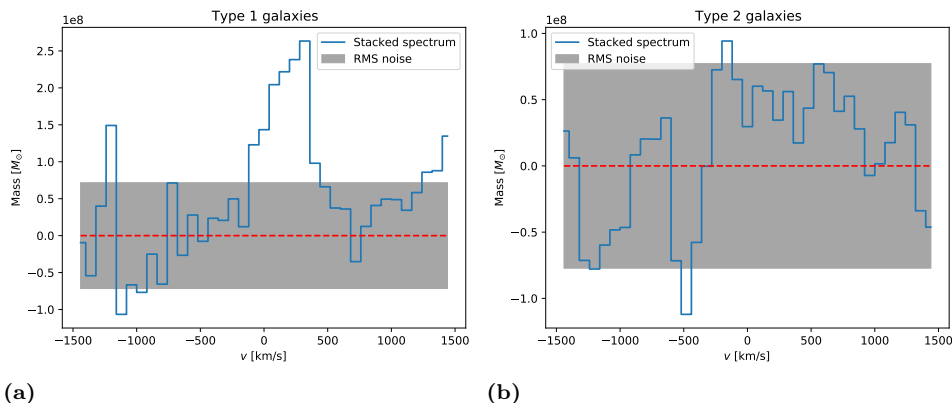 Type 1 galaxies
1e8
Stacked spectrum
RMS noise
2.5
2.0
1.5
1.0
0.5
0.0
−0.5
−1.0
Mass [M⊙]
−1500 −1000 −500 0 500 1000 1500
v [km/s]
(a)
Type 2 galaxies
1e8
Stacked spectrum
RMS noise
1.0
0.5
0.0
−0.5
−1.0
Mass [M⊙]
−1500 −1000 −500 0 500 1000 1500
v [km/s]
(b)